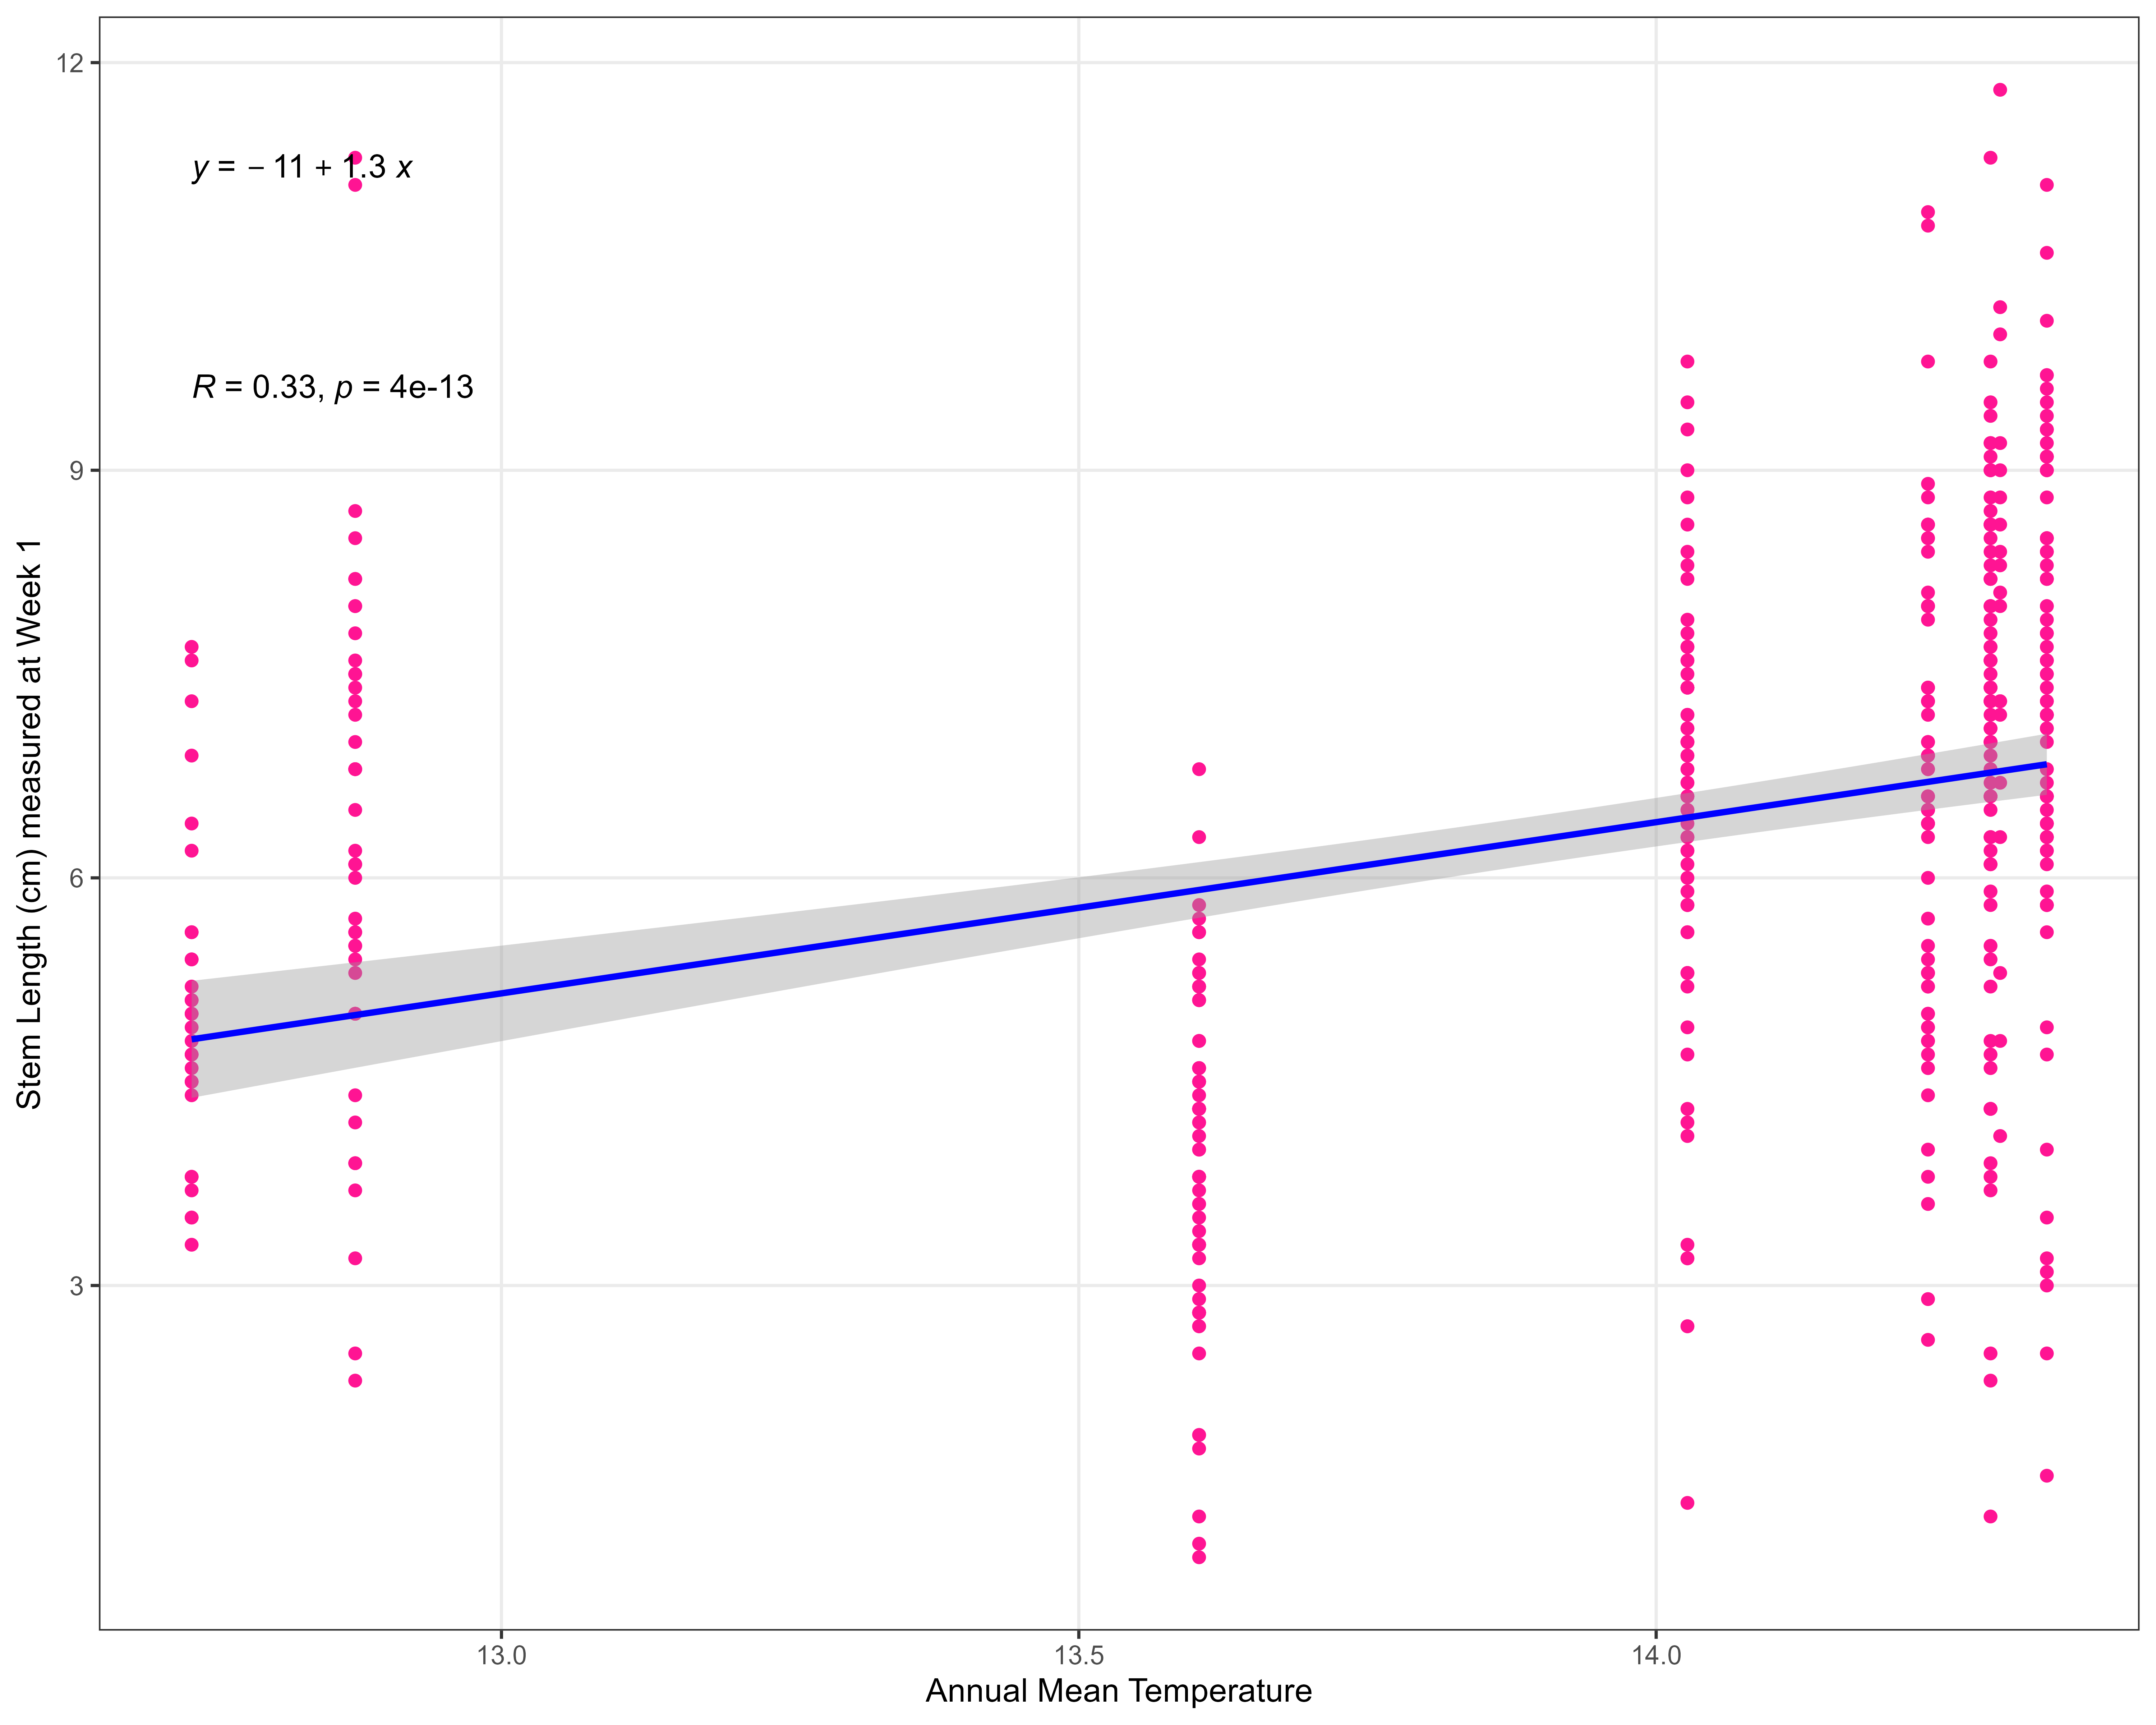 12
y = − 11 + 1.3 x
R = 0.33, p = 4e-13
9
6
3
Stem Length (cm) measured at Week 1
13.0 13.5 14.0
Annual Mean Temperature